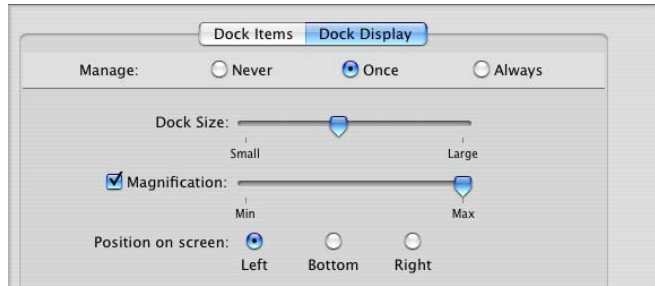 Dock Items Dock Display
Manage: Never Once Always
Dock Size:
Small Large
Magnification:
Min Max
Position on screen:
Left Bottom Right